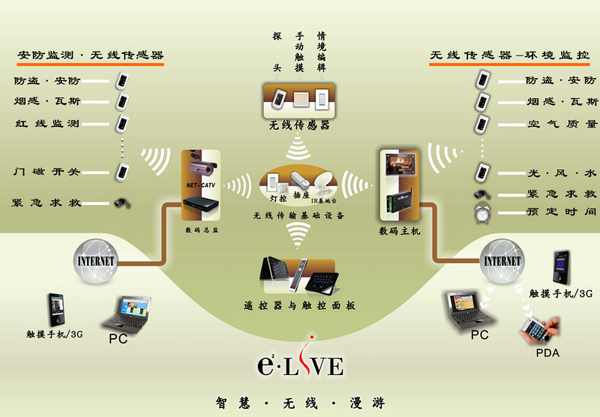 安防监测·无线传感器
防盗·安防
烟感·瓦斯
红线监测
门磁开关
紧急求救
探头
手动触摸
情境编辑
无线传感器
无线传感器-环境监控
防盗·安防
烟感·瓦斯
空气质量
光·风·水
紧急求救
预定时间
NET-CATV
数码总监
灯控
插座
IR基地台
无线传输基础设备
数码主机
INTERNET
触摸手机/3G
PC
遥控器与触控面板
INTERNET
触摸手机/3G
PC
PDA
e²·LIVE
智慧·无线·漫游